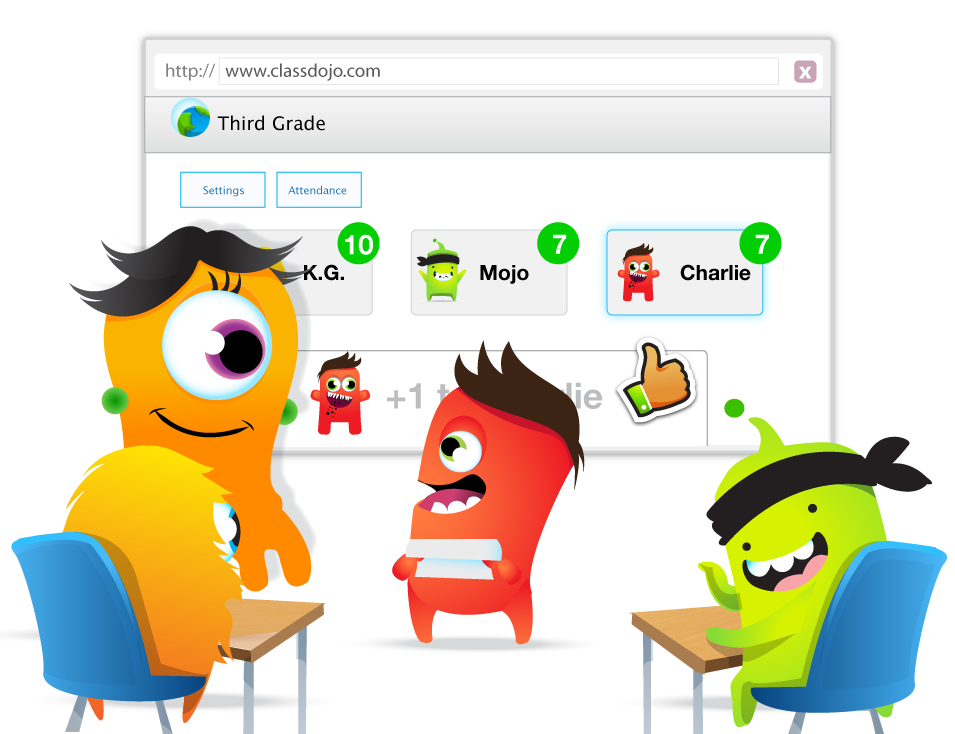 http:// www.classdojo.com
x
Third Grade
Settings Attendance
10 7 7
K.G. Mojo Charlie
+1